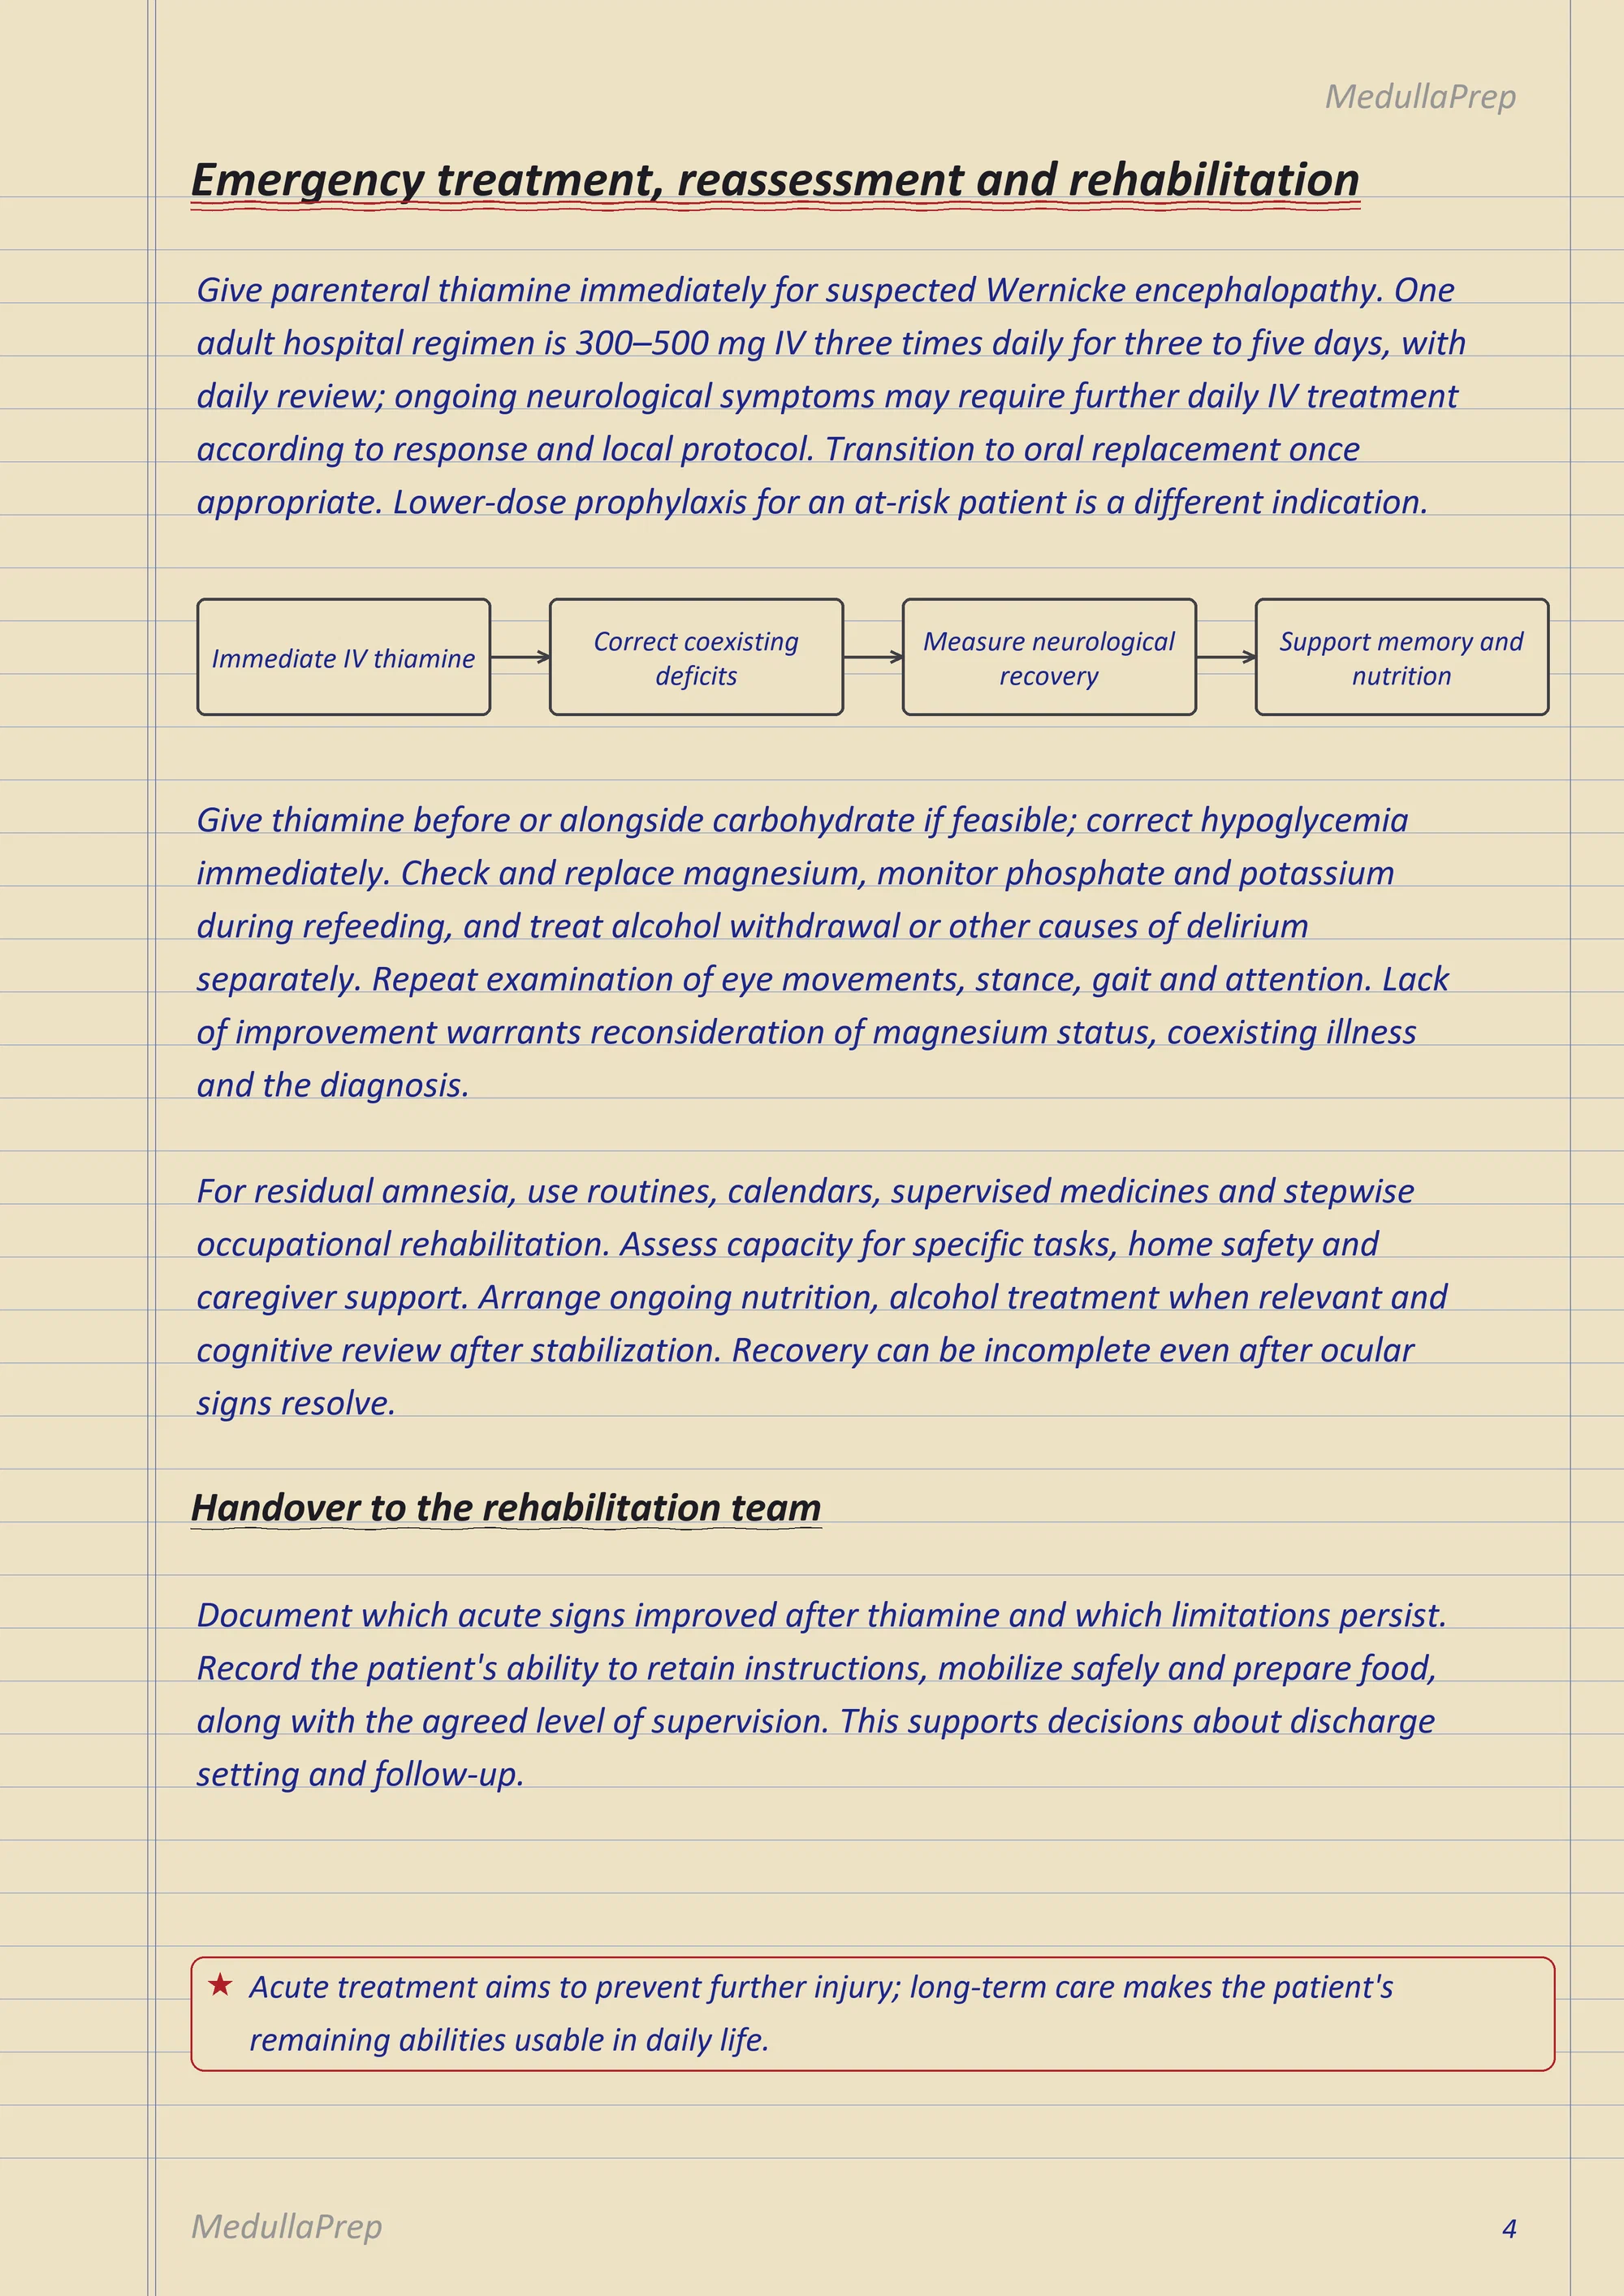 MedullaPrep
Emergency treatment, reassessment and rehabilitation
Give parenteral thiamine immediately for suspected Wernicke encephalopathy. One
adult hospital regimen is 300–500 mg IV three times daily for three to five days, with
daily review; ongoing neurological symptoms may require further daily IV treatment
according to response and local protocol. Transition to oral replacement once
appropriate. Lower-dose prophylaxis for an at-risk patient is a different indication.
Immediate IV thiamine
Correct coexisting
deficits
Measure neurological
recovery
Support memory and
nutrition
Give thiamine before or alongside carbohydrate if feasible; correct hypoglycemia
immediately. Check and replace magnesium, monitor phosphate and potassium
during refeeding, and treat alcohol withdrawal or other causes of delirium
separately. Repeat examination of eye movements, stance, gait and attention. Lack
of improvement warrants reconsideration of magnesium status, coexisting illness
and the diagnosis.
For residual amnesia, use routines, calendars, supervised medicines and stepwise
occupational rehabilitation. Assess capacity for specific tasks, home safety and
caregiver support. Arrange ongoing nutrition, alcohol treatment when relevant and
cognitive review after stabilization. Recovery can be incomplete even after ocular
signs resolve.
Handover to the rehabilitation team
Document which acute signs improved after thiamine and which limitations persist.
Record the patient's ability to retain instructions, mobilize safely and prepare food,
along with the agreed level of supervision. This supports decisions about discharge
setting and follow-up.
★ Acute treatment aims to prevent further injury; long-term care makes the patient's
remaining abilities usable in daily life.
MedullaPrep
4